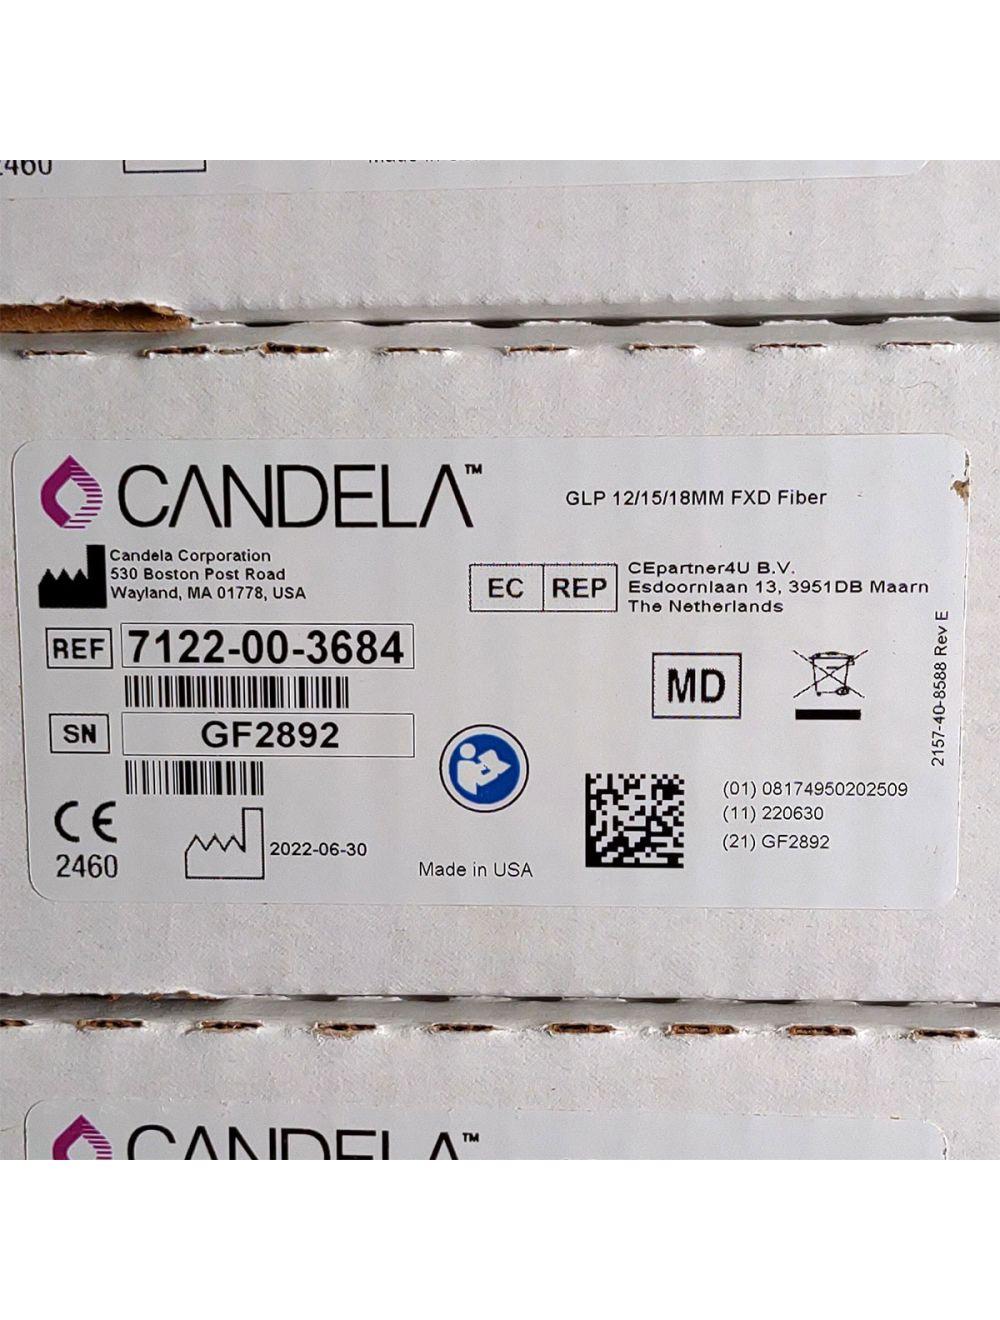 2460
CANDELA™
GLP 12/15/18MM FXD Fiber
Candela Corporation
530 Boston Post Road
Wayland, MA 01778, USA
EC REP
CEpartner4U B.V.
Esdoornlaan 13, 3951DB Maarn
The Netherlands
REF 7122-00-3684
SN GF2892
MD
2157-40-8588 Rev E
CE
2460
2022-06-30
Made in USA
(01) 08174950202509
(11) 220630
(21) GF2892
CANDELA™